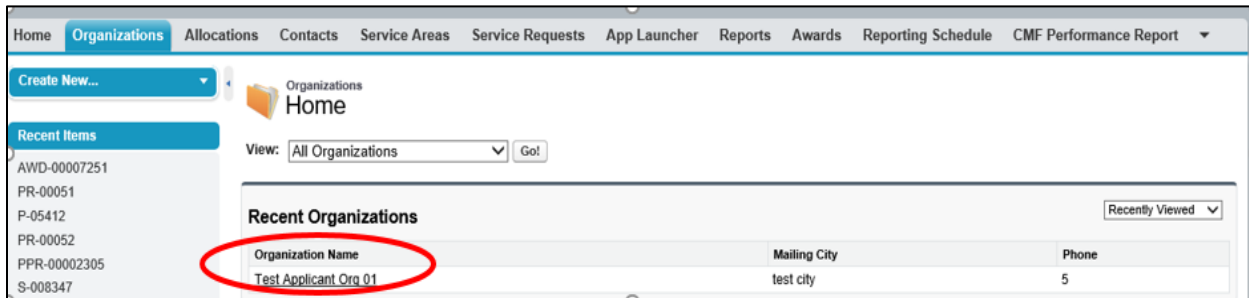 Home Organizations Allocations Contacts Service Areas Service Requests App Launcher Reports Awards Reporting Schedule CMF Performance Report
Create New...
Recent Items
AWD-00007251
PR-00051
P-05412
PR-00052
PPR-00002305
S-008347
Organizations
Home
View: All Organizations Go!
Recent Organizations Recently Viewed
Organization Name Mailing City Phone
Test Applicant Org 01 test city 5